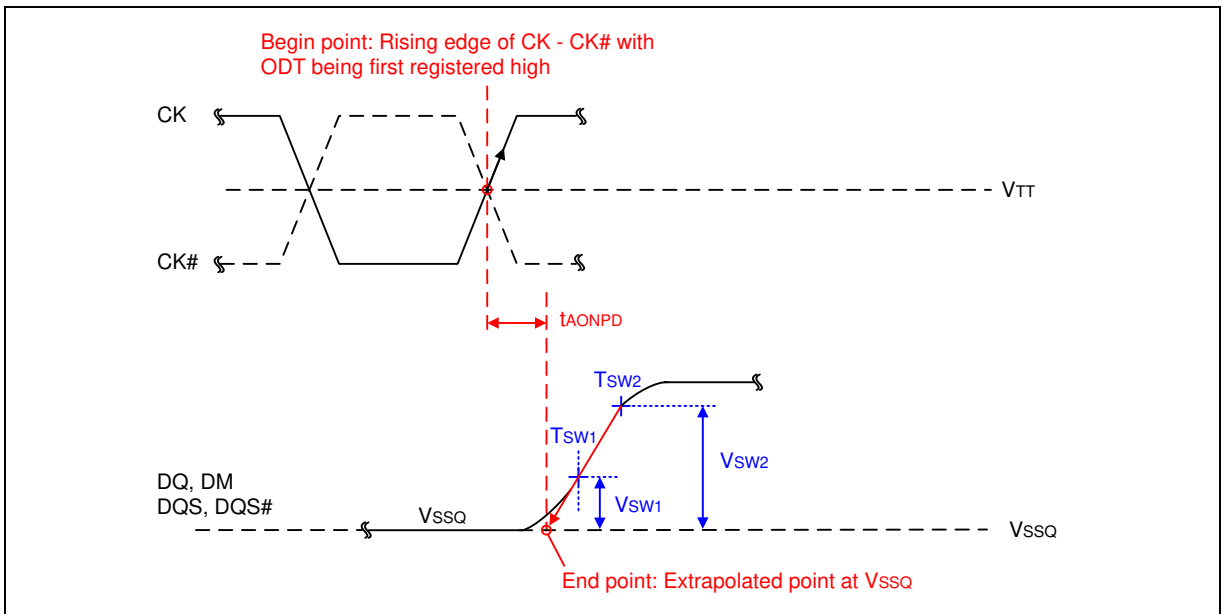 Begin point: Rising edge of CK - CK# with
ODT being first registered high
CK
VTT
CK#
tAONPD
TSW2
TSW1
VSW2
DQ, DM
DQS, DQS#
VSW1
VSSQ
VSSQ
End point: Extrapolated point at VSSQ